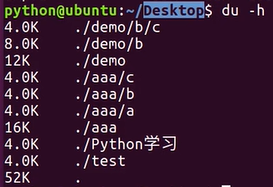 python@ubuntu:~/Desktop$ du -h
4.0K    ./demo/b/c
8.0K    ./demo/b
12K     ./demo
4.0K    ./aaa/c
4.0K    ./aaa/b
4.0K    ./aaa/a
16K     ./aaa
4.0K    ./Python学习
4.0K    ./test
52K     .